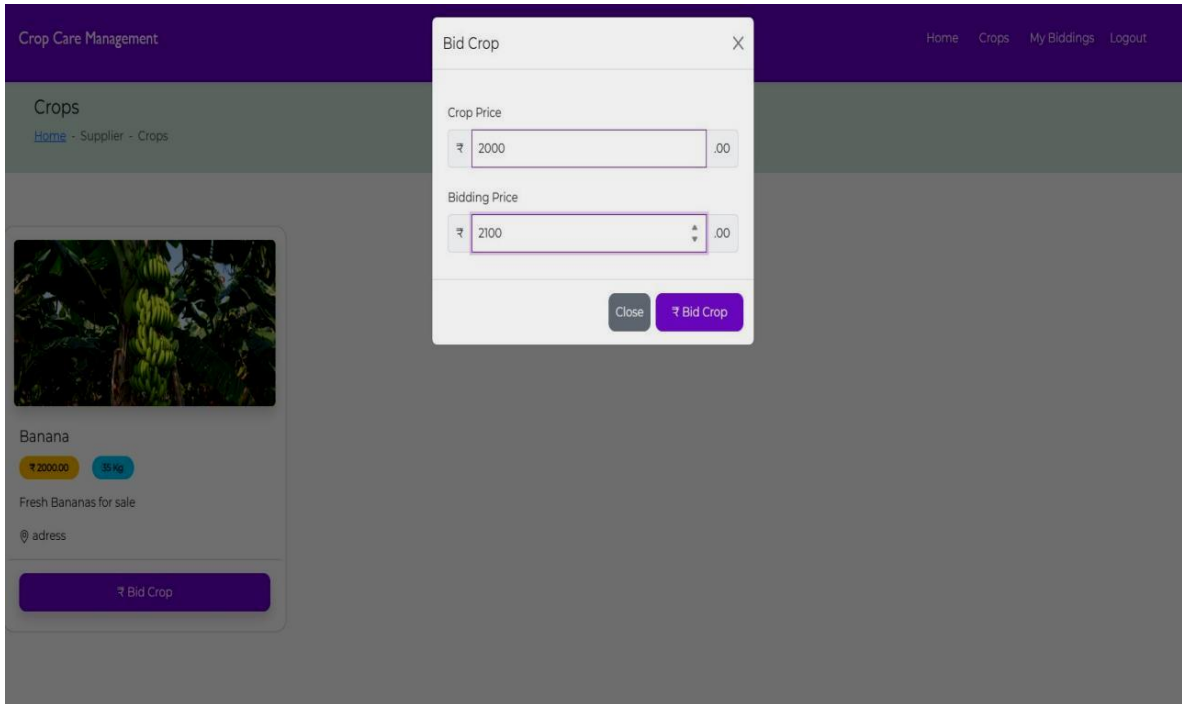 Crop Care Management
Home Crops My Biddings Logout
Crops
Home - Supplier - Crops
Bid Crop X
Crop Price
₹ 2000 .00
Bidding Price
₹ 2100 .00
Close ₹ Bid Crop
Banana
₹ 2000.00 35 Kg
Fresh Bananas for sale
adress
₹ Bid Crop